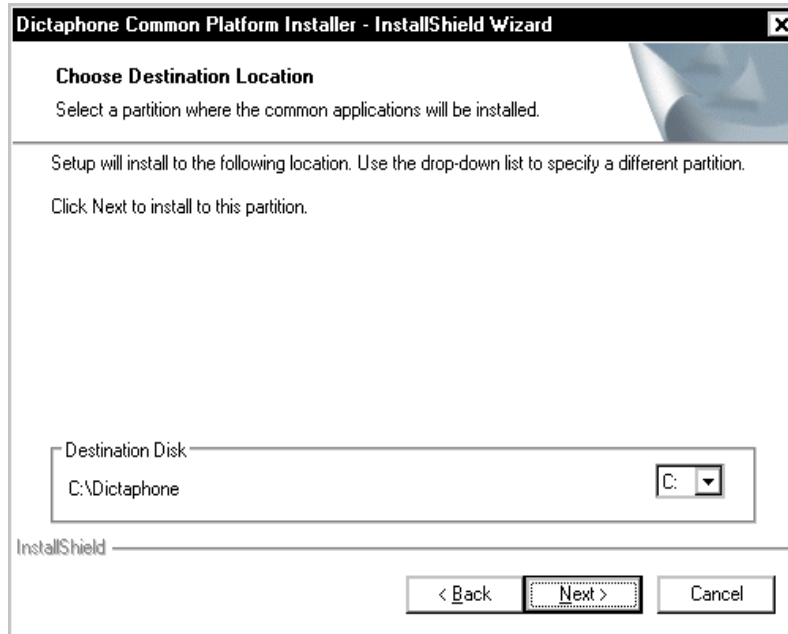 Dictaphone Common Platform Installer - InstallShield Wizard
Choose Destination Location
Select a partition where the common applications will be installed.
Setup will install to the following location. Use the drop-down list to specify a different partition.
Click Next to install to this partition.
Destination Disk
C:\Dictaphone
C:
InstallShield
< Back
Next >
Cancel